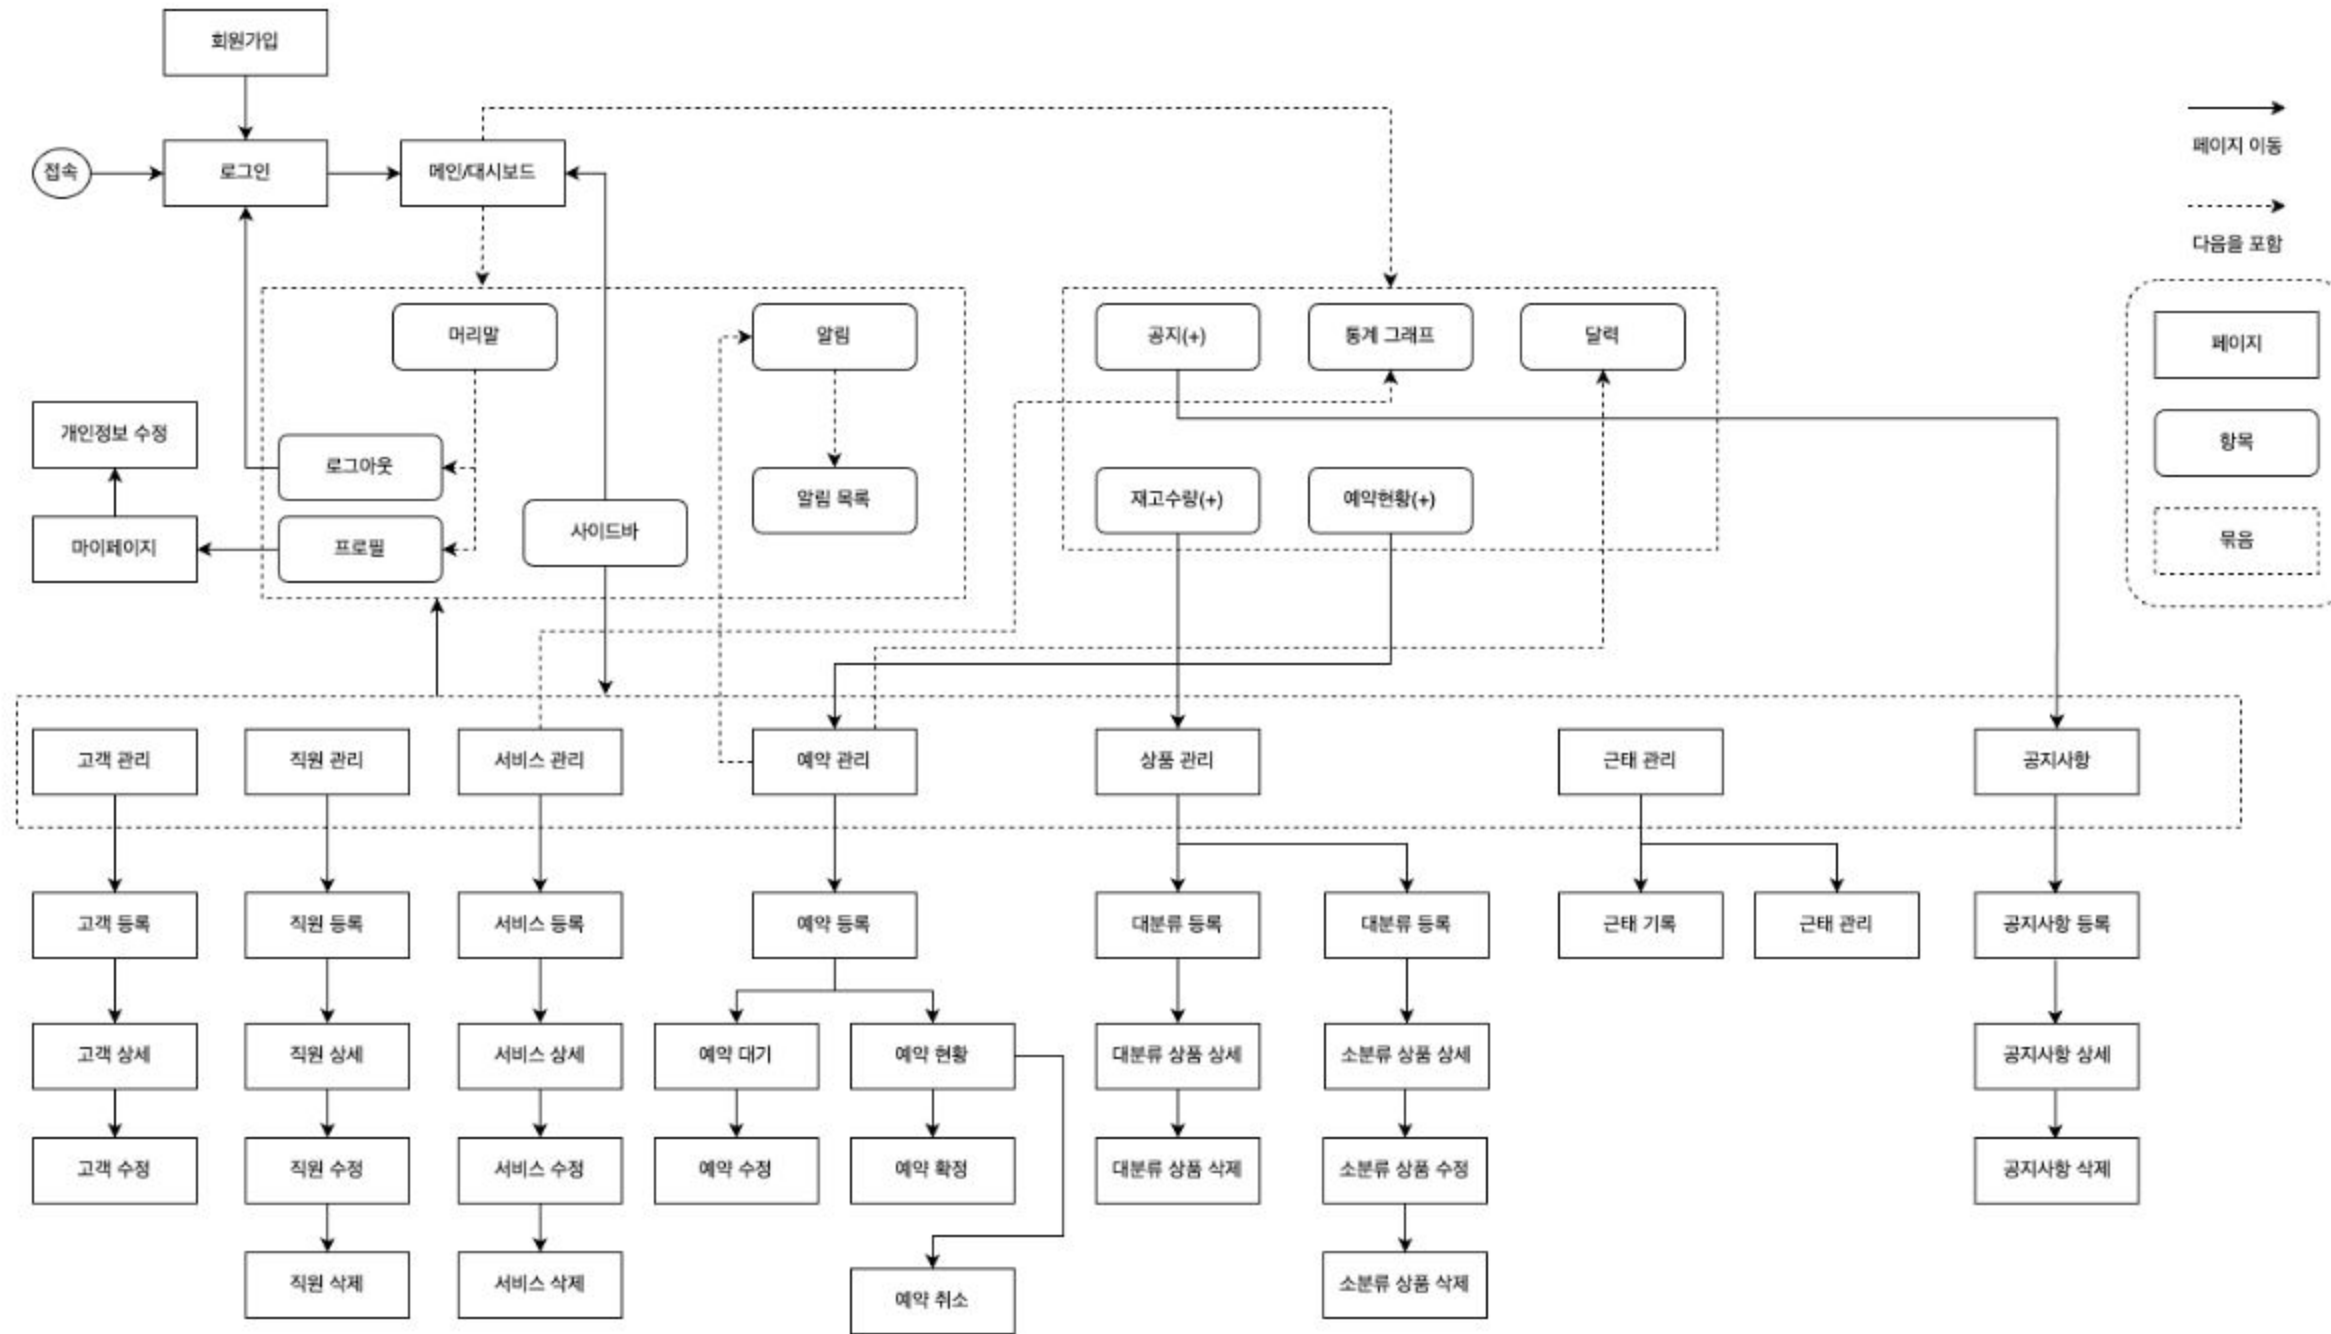 회원가입
접속
로그인
메인/대시보드
페이지 이동
다음을 포함
머리말
알림
공지(+)
통계 그래프
달력
페이지
개인정보 수정
로그아웃
항목
사이드바
알림 목록
재고수량(+)
예약현황(+)
마이페이지
프로필
묶음
고객 관리
직원 관리
서비스 관리
예약 관리
상품 관리
근태 관리
공지사항
고객 등록
직원 등록
서비스 등록
예약 등록
대분류 등록
대분류 등록
근태 기록
근태 관리
공지사항 등록
고객 상세
직원 상세
서비스 상세
예약 대기
예약 현황
대분류 상품 상세
소분류 상품 상세
공지사항 상세
고객 수정
직원 수정
서비스 수정
예약 수정
예약 확정
대분류 상품 삭제
소분류 상품 수정
공지사항 삭제
직원 삭제
서비스 삭제
예약 취소
소분류 상품 삭제